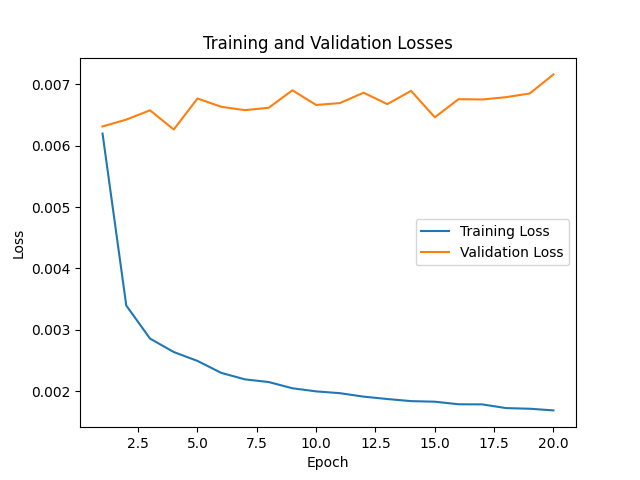 Training and Validation Losses
0.007
0.006
0.005
0.004
0.003
0.002
Loss
Training Loss
Validation Loss
2.5 5.0 7.5 10.0 12.5 15.0 17.5 20.0
Epoch